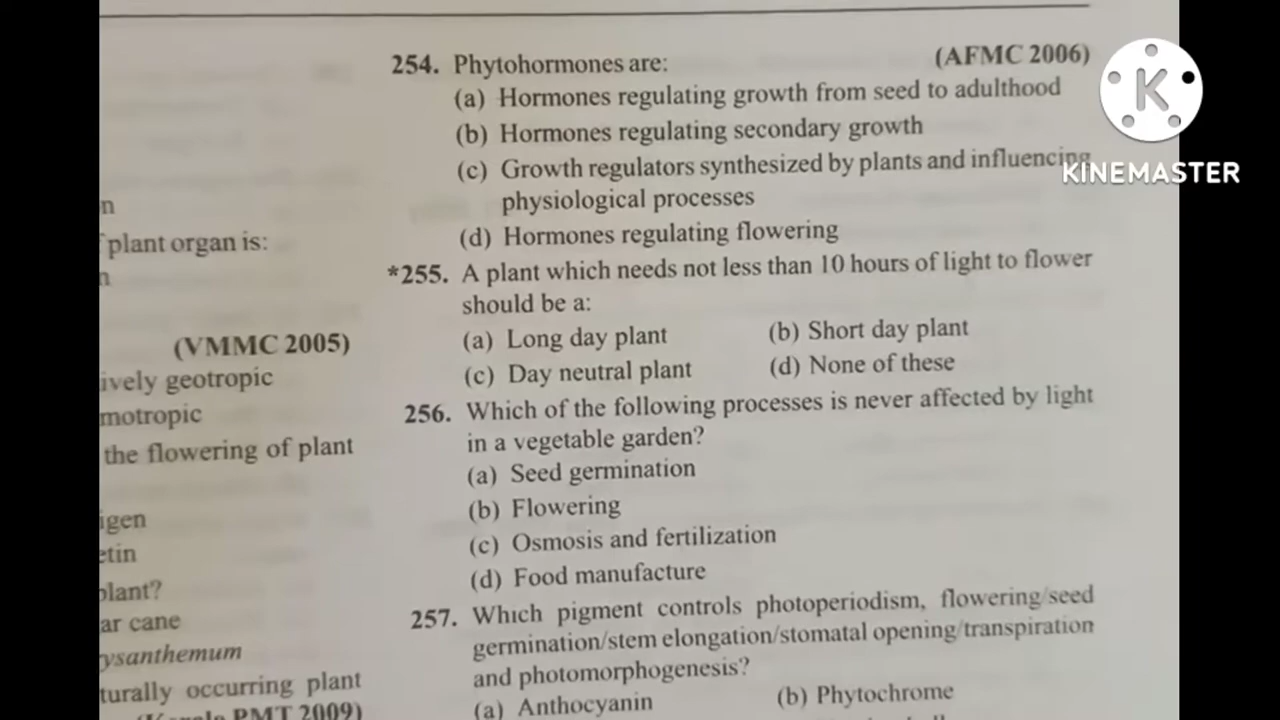 n
plant organ is:
n
(VMMC 2005)
ively geotropic
motropic
the flowering of plant
igen
etin
plant?
ar cane
ysanthemum
turally occurring plant
PMT 2009)
254. Phytohormones are: (AFMC 2006)
(a) Hormones regulating growth from seed to adulthood
(b) Hormones regulating secondary growth
(c) Growth regulators synthesized by plants and influencing
physiological processes
(d) Hormones regulating flowering
*255. A plant which needs not less than 10 hours of light to flower
should be a:
(a) Long day plant (b) Short day plant
(c) Day neutral plant (d) None of these
256. Which of the following processes is never affected by light
in a vegetable garden?
(a) Seed germination
(b) Flowering
(c) Osmosis and fertilization
(d) Food manufacture
257. Which pigment controls photoperiodism, flowering/seed
germination/stem elongation/stomatal opening/transpiration
and photomorphogenesis?
(a) Anthocyanin (b) Phytochrome
K
KINEMASTER